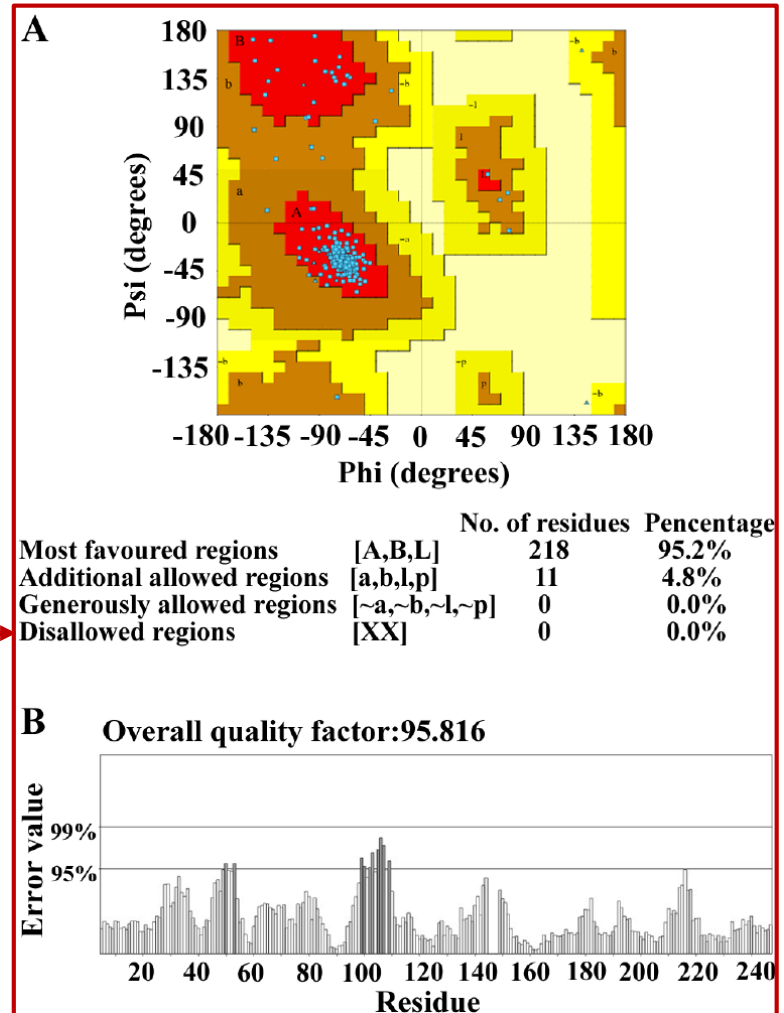 A
180
135
90
45
0
-45
-90
-135
Psi (degrees)
B
b
a
A
~b
~a
~l
l
~b
b
~b
b
~p
p
~b
-180 -135 -90 -45 0 45 90 135 180
Phi (degrees)
No. of residues Pencentage
Most favoured regions [A,B,L] 218 95.2%
Additional allowed regions [a,b,l,p] 11 4.8%
Generously allowed regions [~a,~b,~l,~p] 0 0.0%
Disallowed regions [XX] 0 0.0%
B
Overall quality factor:95.816
99%
95%
Error value
20 40 60 80 100 120 140 160 180 200 220 240
Residue